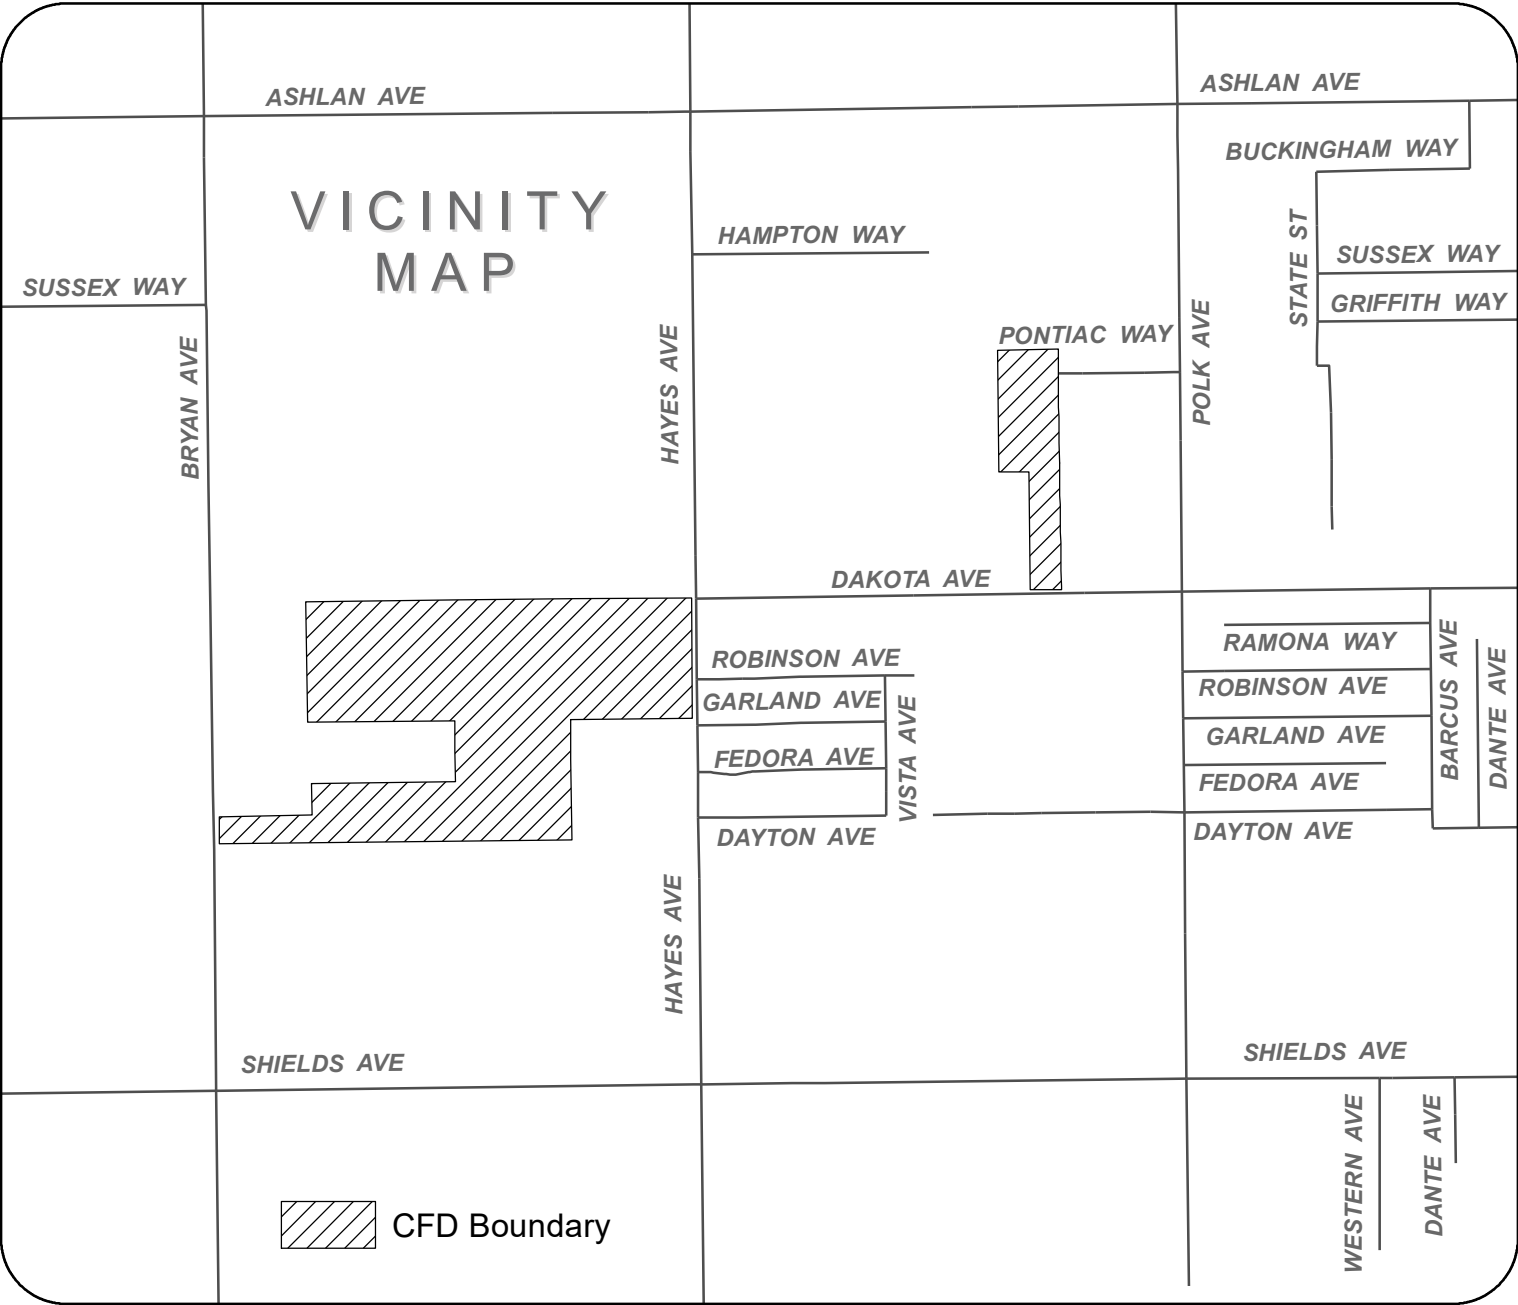 ASHLAN AVE
ASHLAN AVE
BUCKINGHAM WAY
VICINITY
MAP
HAMPTON WAY
STATE ST
SUSSEX WAY
SUSSEX WAY
GRIFFITH WAY
BRYAN AVE
HAYES AVE
PONTIAC WAY
POLK AVE
DAKOTA AVE
RAMONA WAY
ROBINSON AVE
ROBINSON AVE
GARLAND AVE
GARLAND AVE
FEDORA AVE
FEDORA AVE
VISTA AVE
BARCUS AVE
DANTE AVE
DAYTON AVE
DAYTON AVE
HAYES AVE
SHIELDS AVE
SHIELDS AVE
WESTERN AVE
DANTE AVE
CFD Boundary